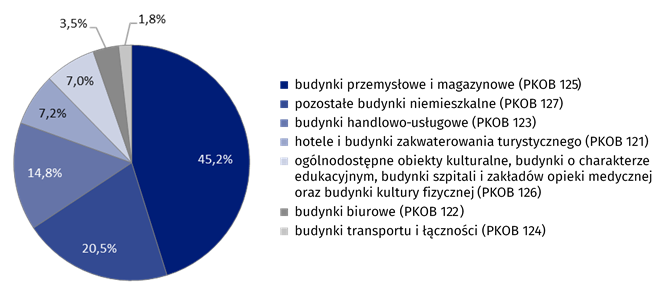 3,5%
1,8%
7,0%
7,2%
14,8%
20,5%
45,2%
budynki przemysłowe i magazynowe (PKOB 125)
pozostałe budynki niemieszkalne (PKOB 127)
budynki handlowo-usługowe (PKOB 123)
hotele i budynki zakwaterowania turystycznego (PKOB 121)
ogólnodostępne obiekty kulturalne, budynki o charakterze
edukacyjnym, budynki szpitali i zakładów opieki medycznej
oraz budynki kultury fizycznej (PKOB 126)
budynki biurowe (PKOB 122)
budynki transportu i łączności (PKOB 124)